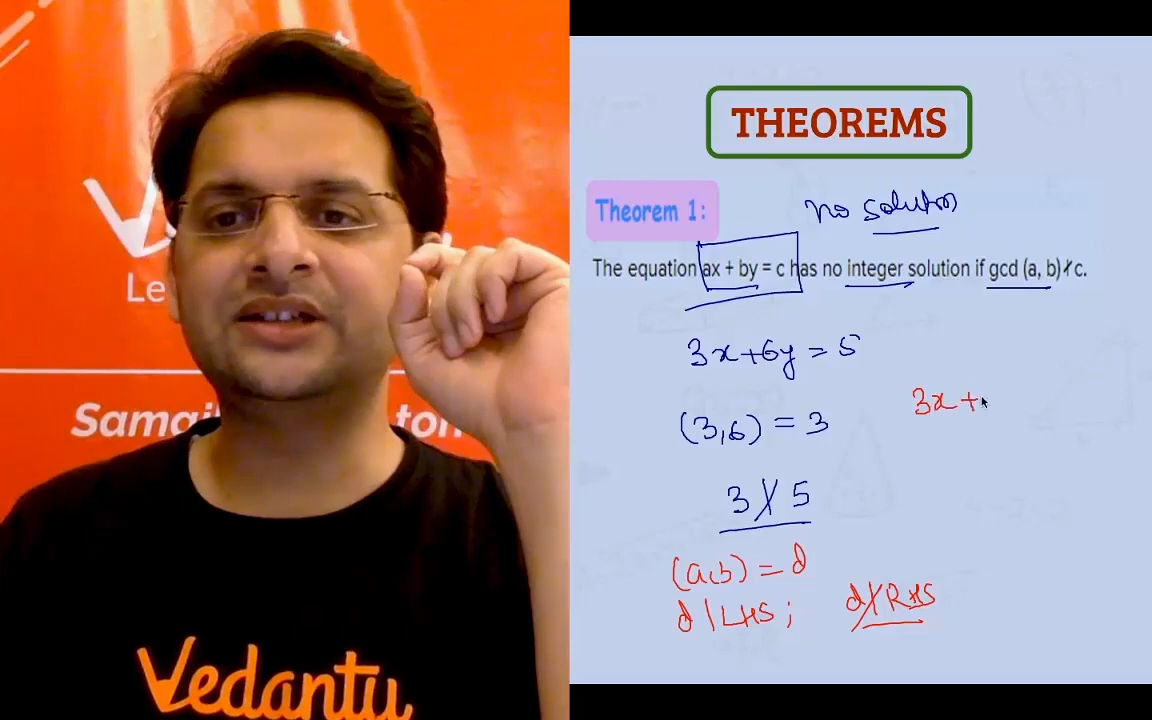 THEOREMS
Theorem 1:
no solution
The equation ax + by = c has no integer solution if gcd (a, b)∤c.
3x+6y = 5
(3,6) = 3
3x +
3 ∤ 5
(a,b) = d
d | LHS ; d∤RHS
Le
Vedantu